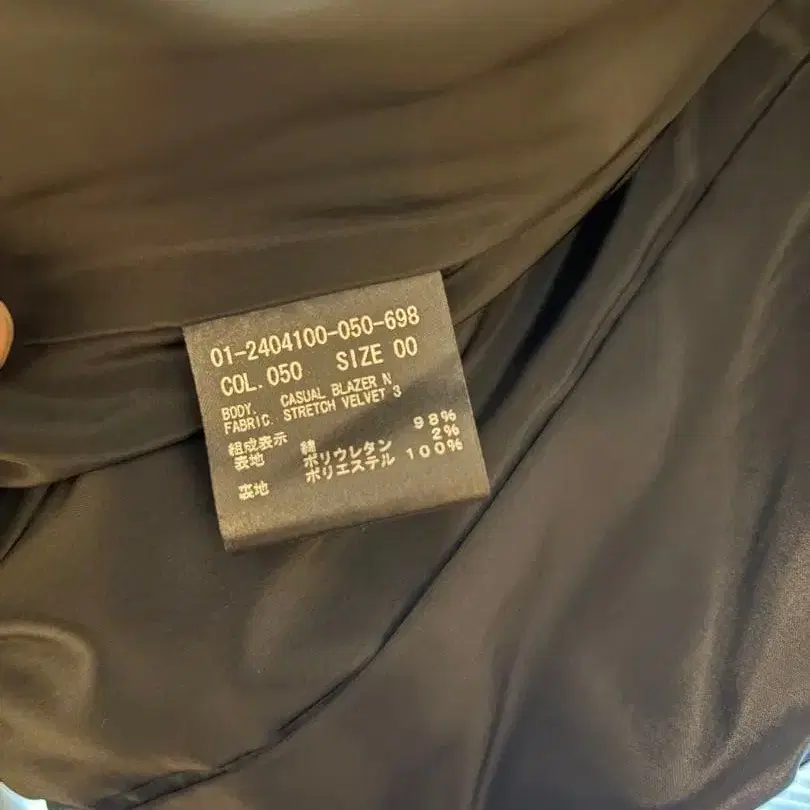 01-2404100-050-698
COL.050 SIZE 00
BODY. CASUAL BLAZER N
FABRIC. STRETCH VELVET 3
組成表示
表地 綿 98%
ポリウレタン 2%
裏地 ポリエステル 100%